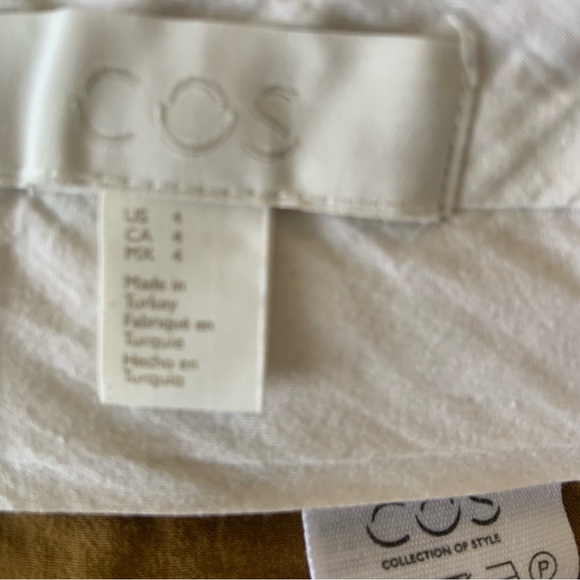 COS
US 4
CA 4
MX 4
Made in
Turkey
Fabriqué en
Turquie
Hecho en
Turquia
COS
COLLECTION OF STYLE
P